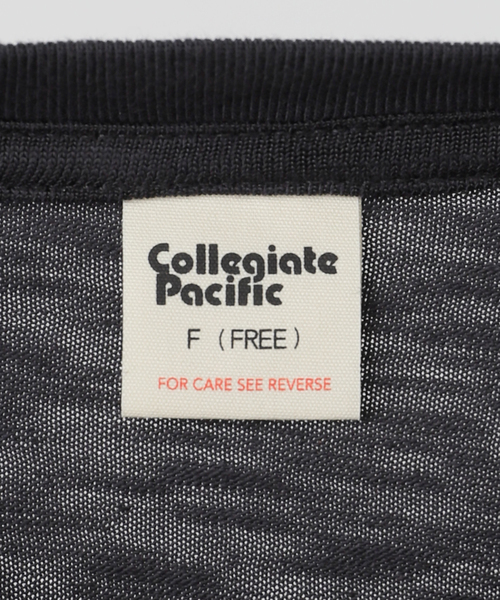 Collegiate
Pacific
F (FREE)
FOR CARE SEE REVERSE